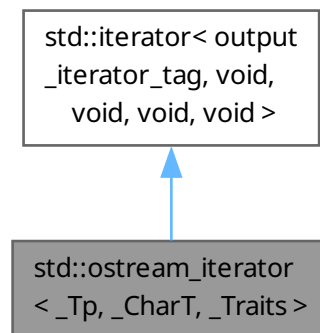 std::iterator< output
_iterator_tag, void,
void, void, void >
std::ostream_iterator
< _Tp, _CharT, _Traits >